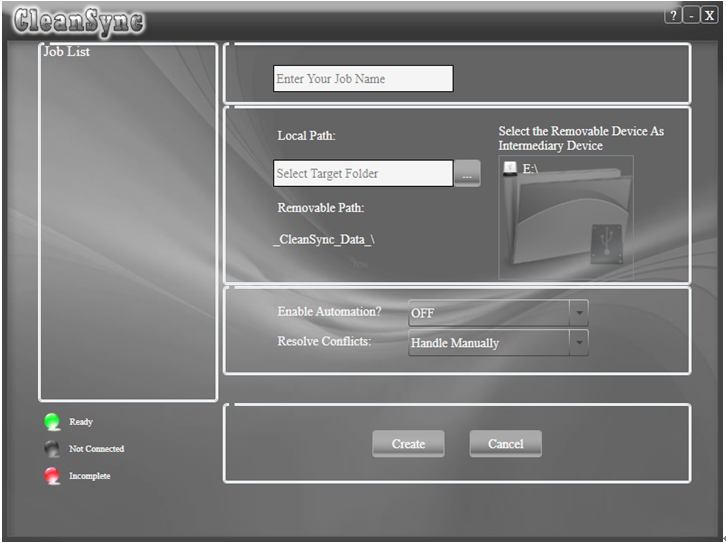 CleanSync
? - X
Job List
Enter Your Job Name
Local Path:
Select Target Folder
...
Removable Path:
_CleanSync_Data_\
Select the Removable Device As
Intermediary Device
E:\
Enable Automation?
OFF
Resolve Conflicts:
Handle Manually
Ready
Not Connected
Incomplete
Create
Cancel